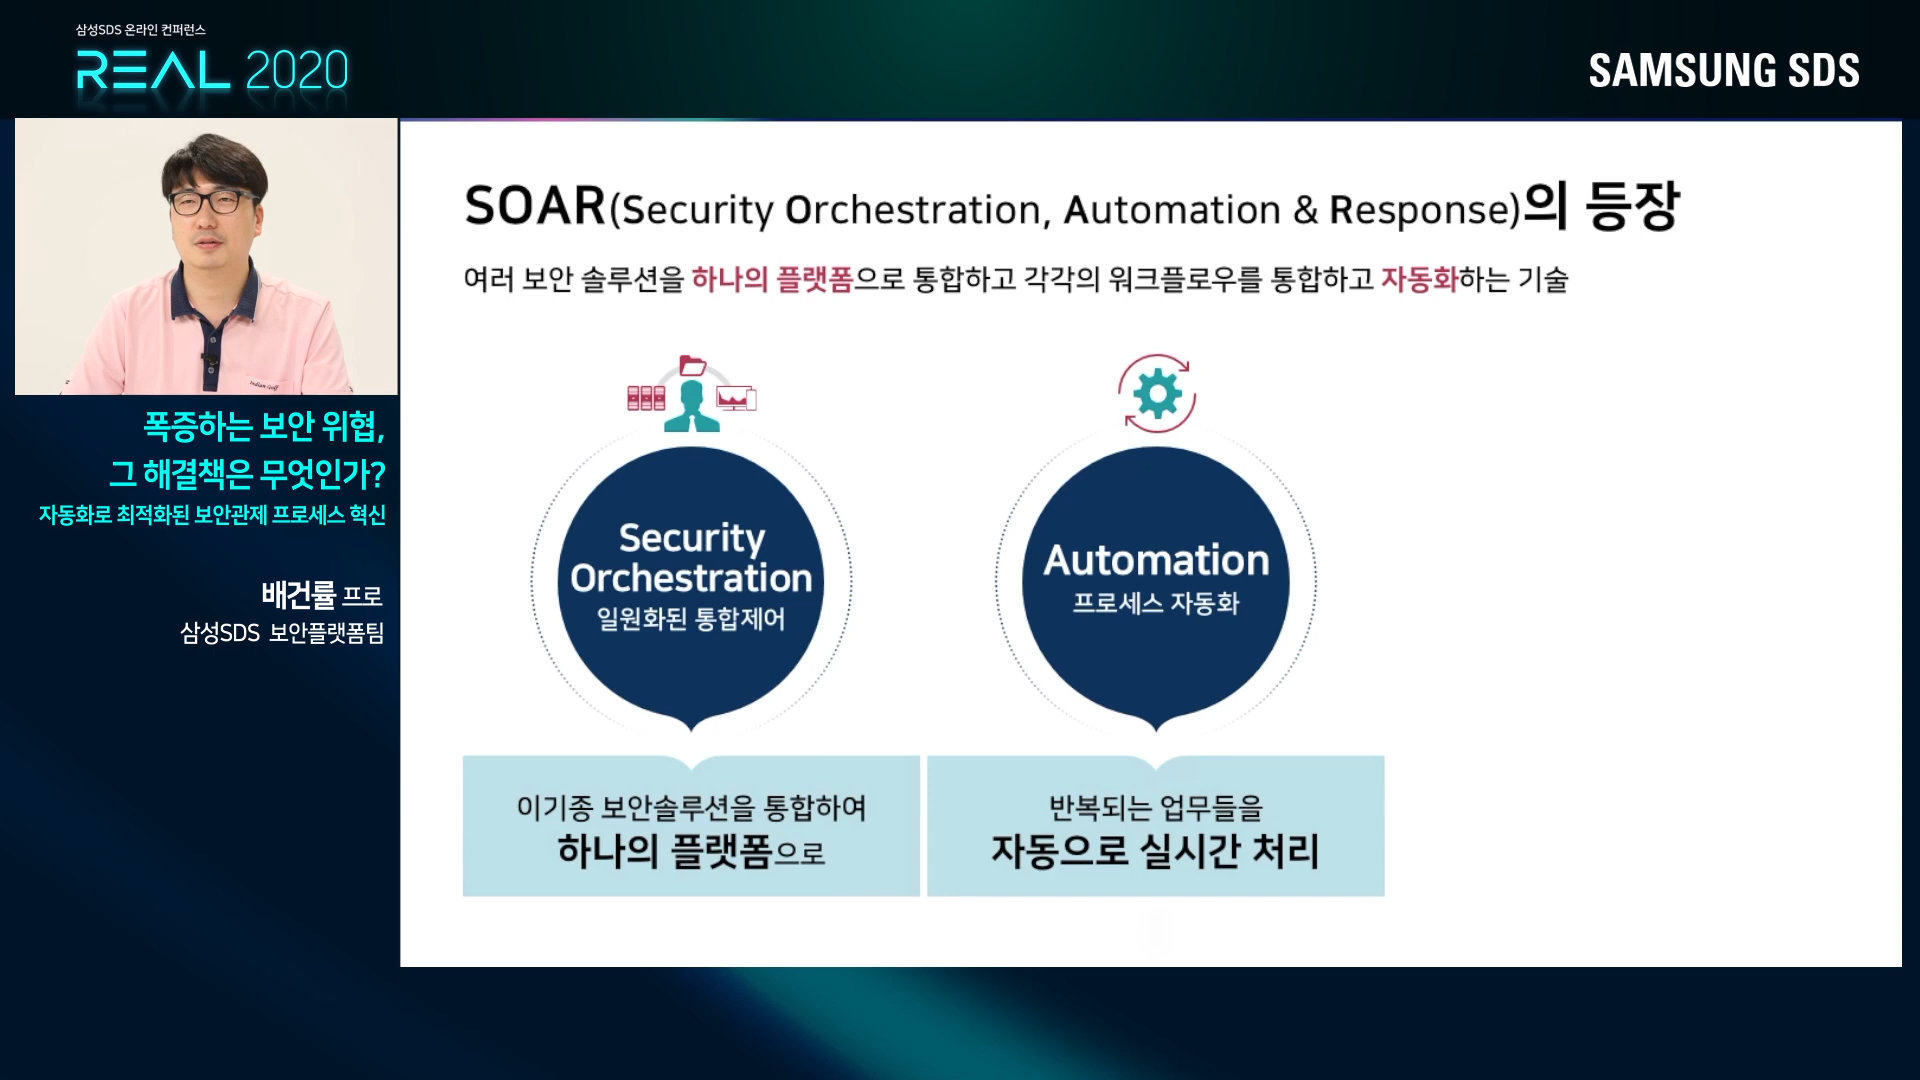 삼성SDS 온라인 컨퍼런스
REAL 2020
SAMSUNG SDS
Indian Golf
폭증하는 보안 위협,
그 해결책은 무엇인가?
자동화로 최적화된 보안관제 프로세스 혁신
배건률 프로
삼성SDS 보안플랫폼팀
SOAR(Security Orchestration, Automation & Response)의 등장
여러 보안 솔루션을 하나의 플랫폼으로 통합하고 각각의 워크플로우를 통합하고 자동화하는 기술
Security
Orchestration
일원화된 통합제어
이기종 보안솔루션을 통합하여
하나의 플랫폼으로
Automation
프로세스 자동화
반복되는 업무들을
자동으로 실시간 처리